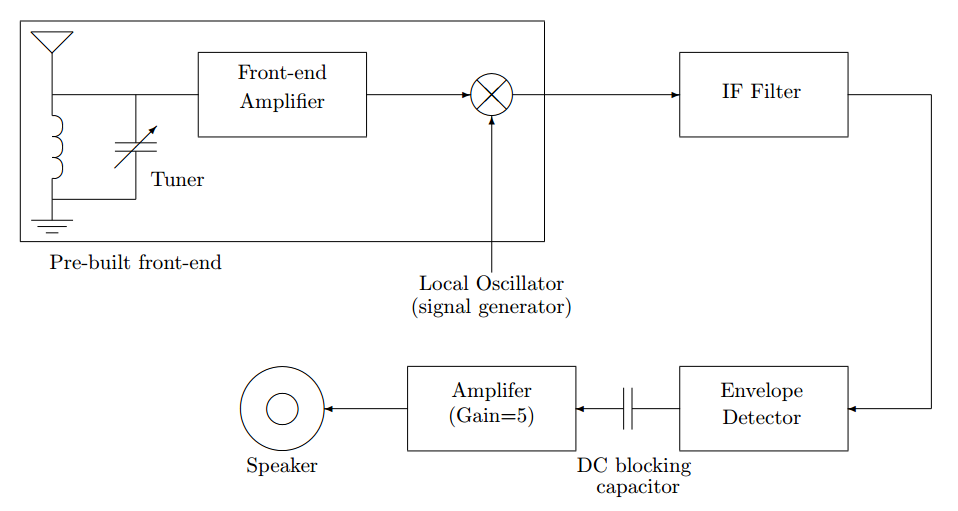 Front-end
Amplifier
IF Filter
Tuner
Pre-built front-end
Local Oscillator
(signal generator)
Amplifer
(Gain=5)
Envelope
Detector
Speaker
DC blocking
capacitor